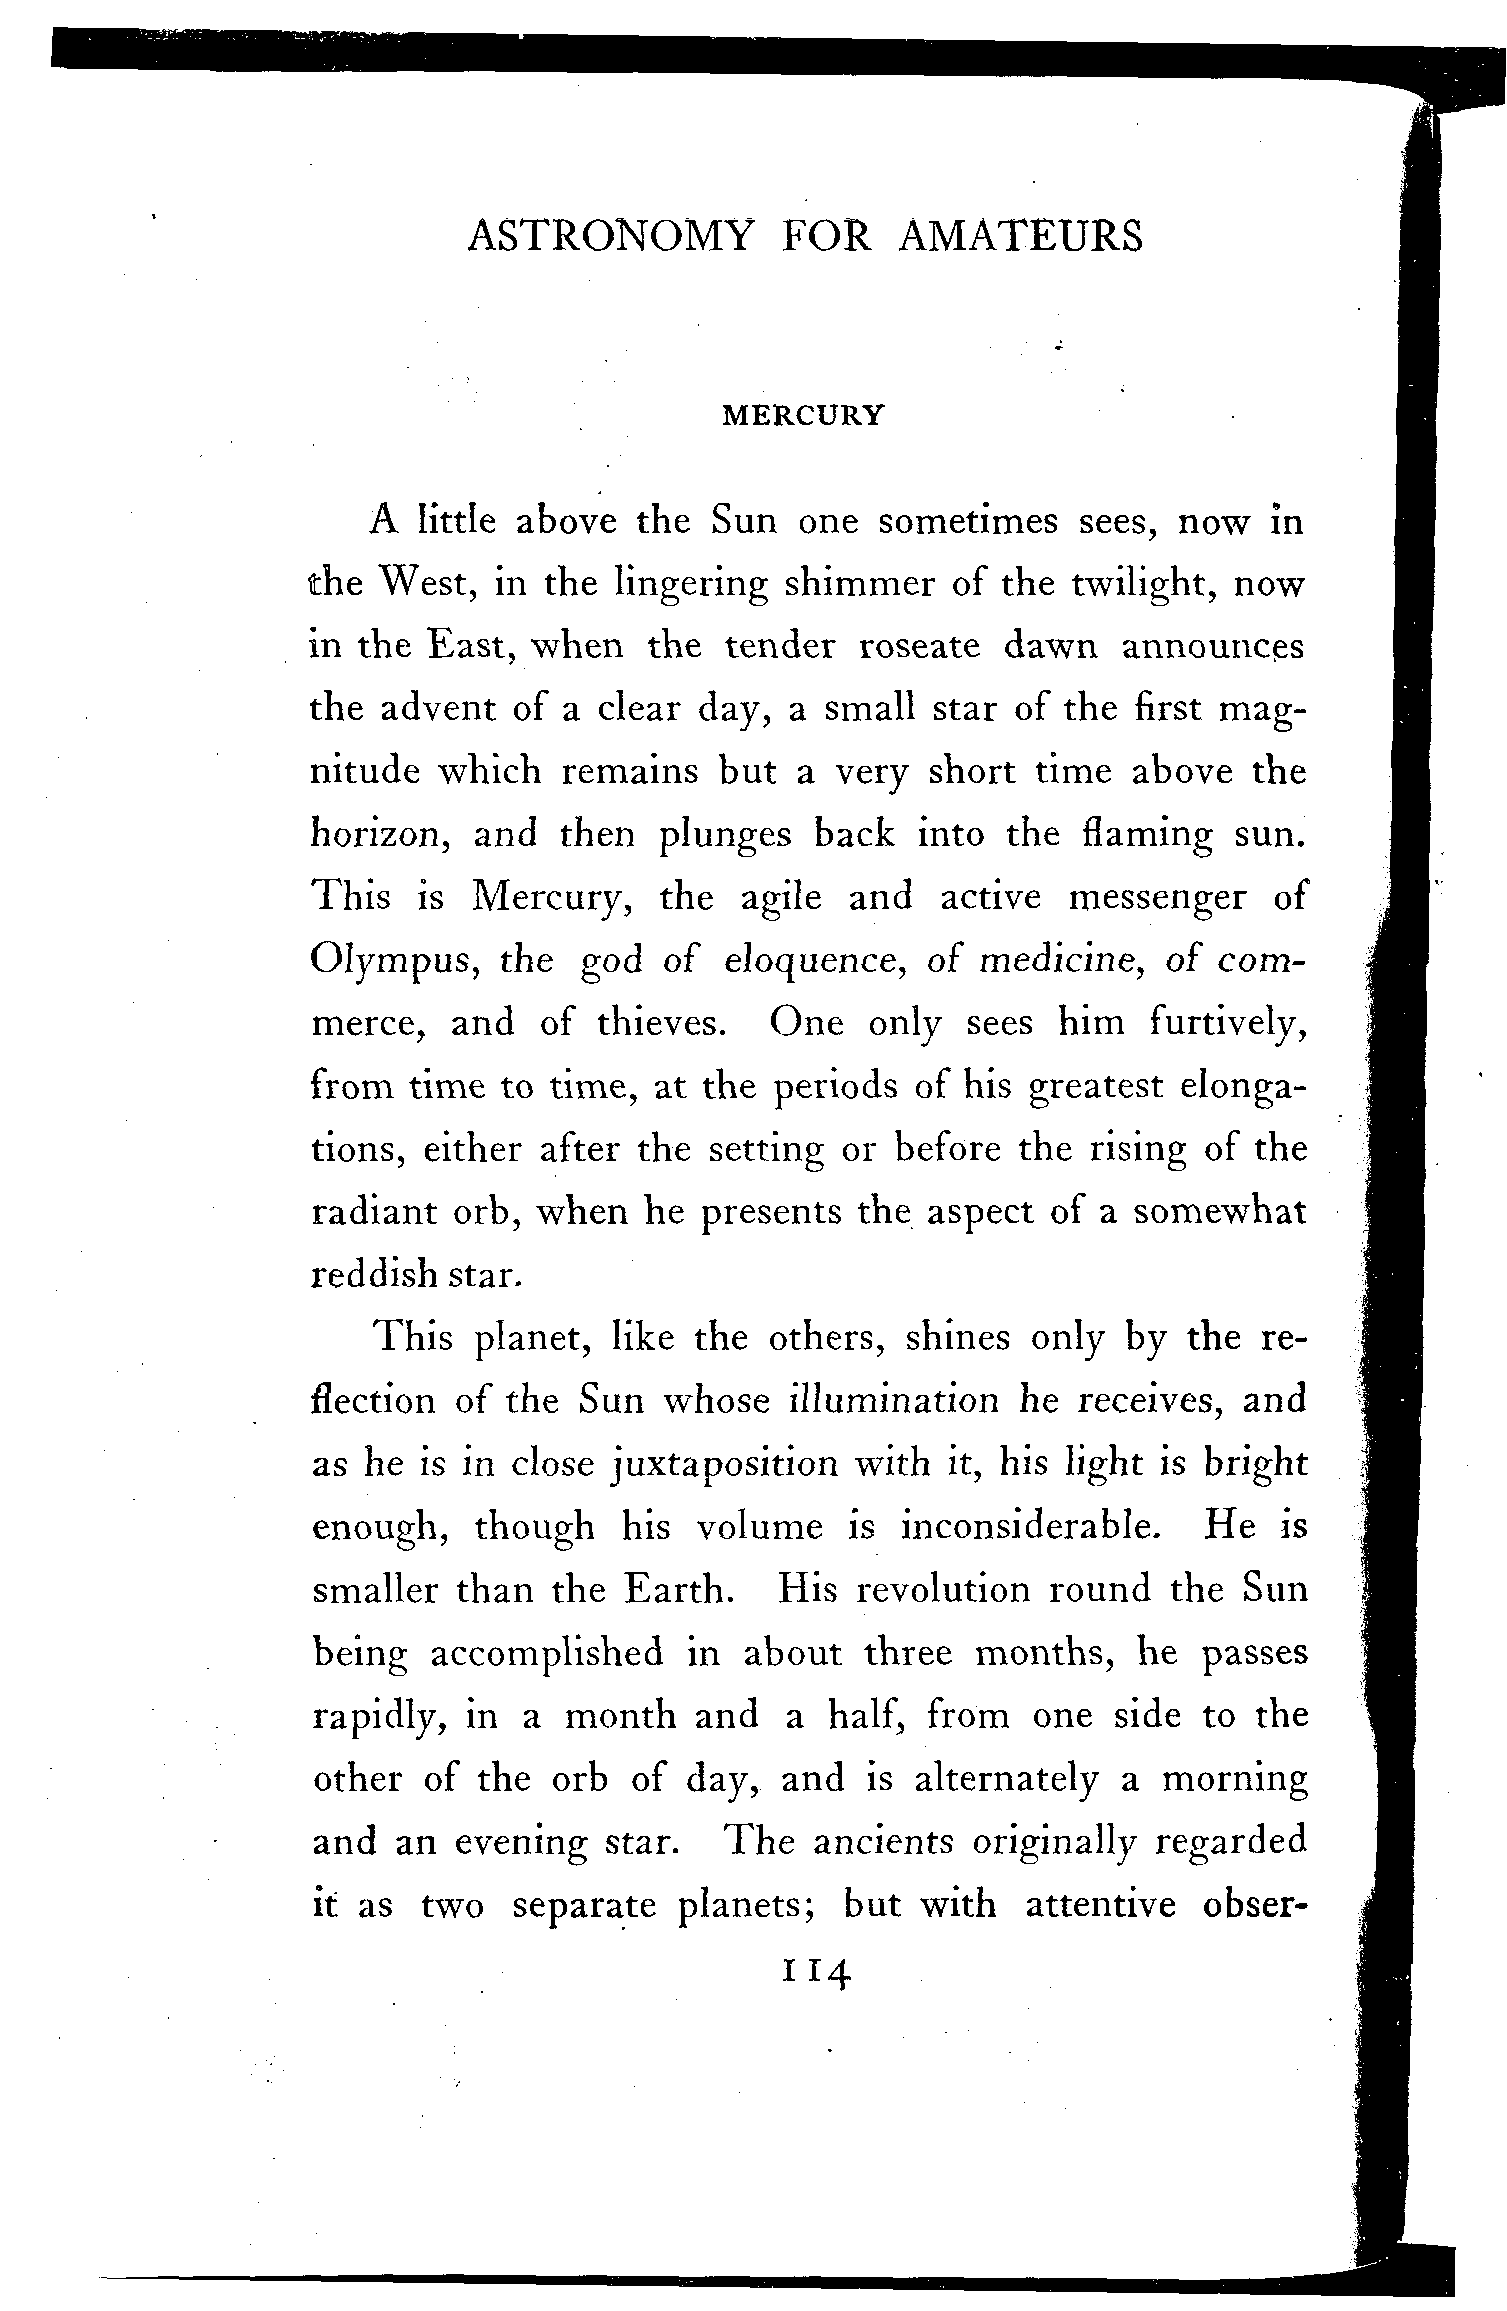 ASTRONOMY FOR AMATEURS
MERCURY
A little above the Sun one sometimes sees, now in
the West, in the lingering shimmer of the twilight, now
in the East, when the tender roseate dawn announces
the advent of a clear day, a small star of the first mag-
nitude which remains but a very short time above the
horizon, and then plunges back into the flaming sun.
This is Mercury, the agile and active messenger of
Olympus, the god of eloquence, of medicine, of com-
merce, and of thieves. One only sees him furtively,
from time to time, at the periods of his greatest elonga-
tions, either after the setting or before the rising of the
radiant orb, when he presents the aspect of a somewhat
reddish star.
This planet, like the others, shines only by the re-
flection of the Sun whose illumination he receives, and
as he is in close juxtaposition with it, his light is bright
enough, though his volume is inconsiderable. He is
smaller than the Earth. His revolution round the Sun
being accomplished in about three months, he passes
rapidly, in a month and a half, from one side to the
other of the orb of day, and is alternately a morning
and an evening star. The ancients originally regarded
it as two separate planets; but with attentive obser-
114